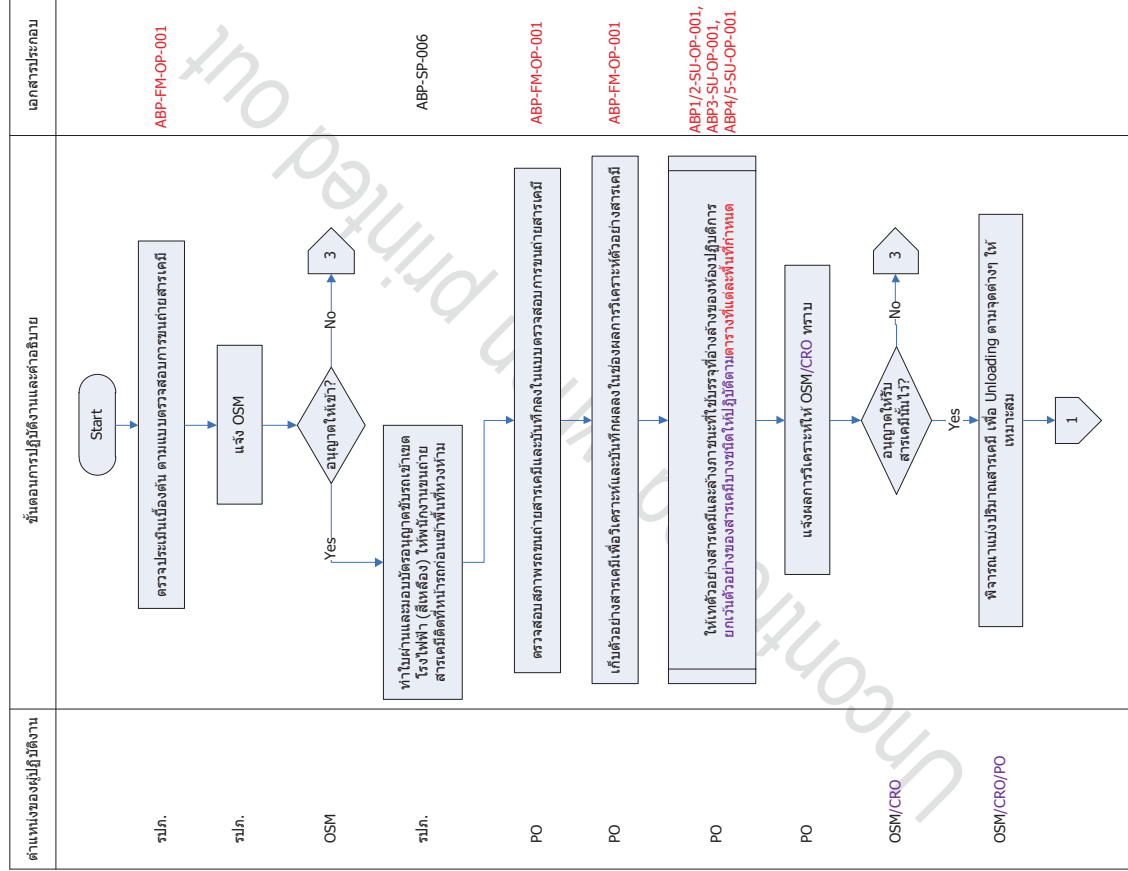 ตำแหน่งของผู้ปฏิบัติงาน
ขั้นตอนการปฏิบัติงานและคำอธิบาย
เอกสารประกอบ
Start
รปภ.
ตรวจประเมินเบื้องต้น ตามแบบตรวจสอบการขนถ่ายสารเคมี
ABP-FM-OP-001
รปภ.
แจ้ง OSM
OSM
อนุญาตให้เข้า?
No
3
Yes
รปภ.
ทำใบผ่านและมอบบัตรอนุญาตขับรถเข้าเขต
โรงไฟฟ้า (สีเหลือง) ให้พนักงานขนถ่าย
สารเคมีติดที่หน้ารถก่อนเข้าพื้นที่หวงห้าม
ABP-SP-006
PO
ตรวจสอบสภาพรถขนถ่ายสารเคมีและบันทึกลงในแบบตรวจสอบการขนถ่ายสารเคมี
ABP-FM-OP-001
PO
เก็บตัวอย่างสารเคมีเพื่อวิเคราะห์และบันทึกผลลงในช่องผลการวิเคราะห์ตัวอย่างสารเคมี
ABP-FM-OP-001
PO
ให้เทตัวอย่างสารเคมีและล้างภาชนะที่ใช้บรรจุที่อ่างล้างของห้องปฏิบัติการ
ยกเว้นตัวอย่างของสารเคมีบางชนิดให้ปฏิบัติตามตารางที่แต่ละพื้นที่กำหนด
ABP1/2-SU-OP-001,
ABP3-SU-OP-001,
ABP4/5-SU-OP-001
PO
แจ้งผลการวิเคราะห์ให้ OSM/CRO ทราบ
OSM/CRO
อนุญาตให้รับ
สารเคมีขึ้นไว้?
No
3
Yes
OSM/CRO/PO
พิจารณาแบ่งปริมาณสารเคมี เพื่อ Unloading ตามจุดต่างๆ ให้
เหมาะสม
1
Uncontrolled when printed out